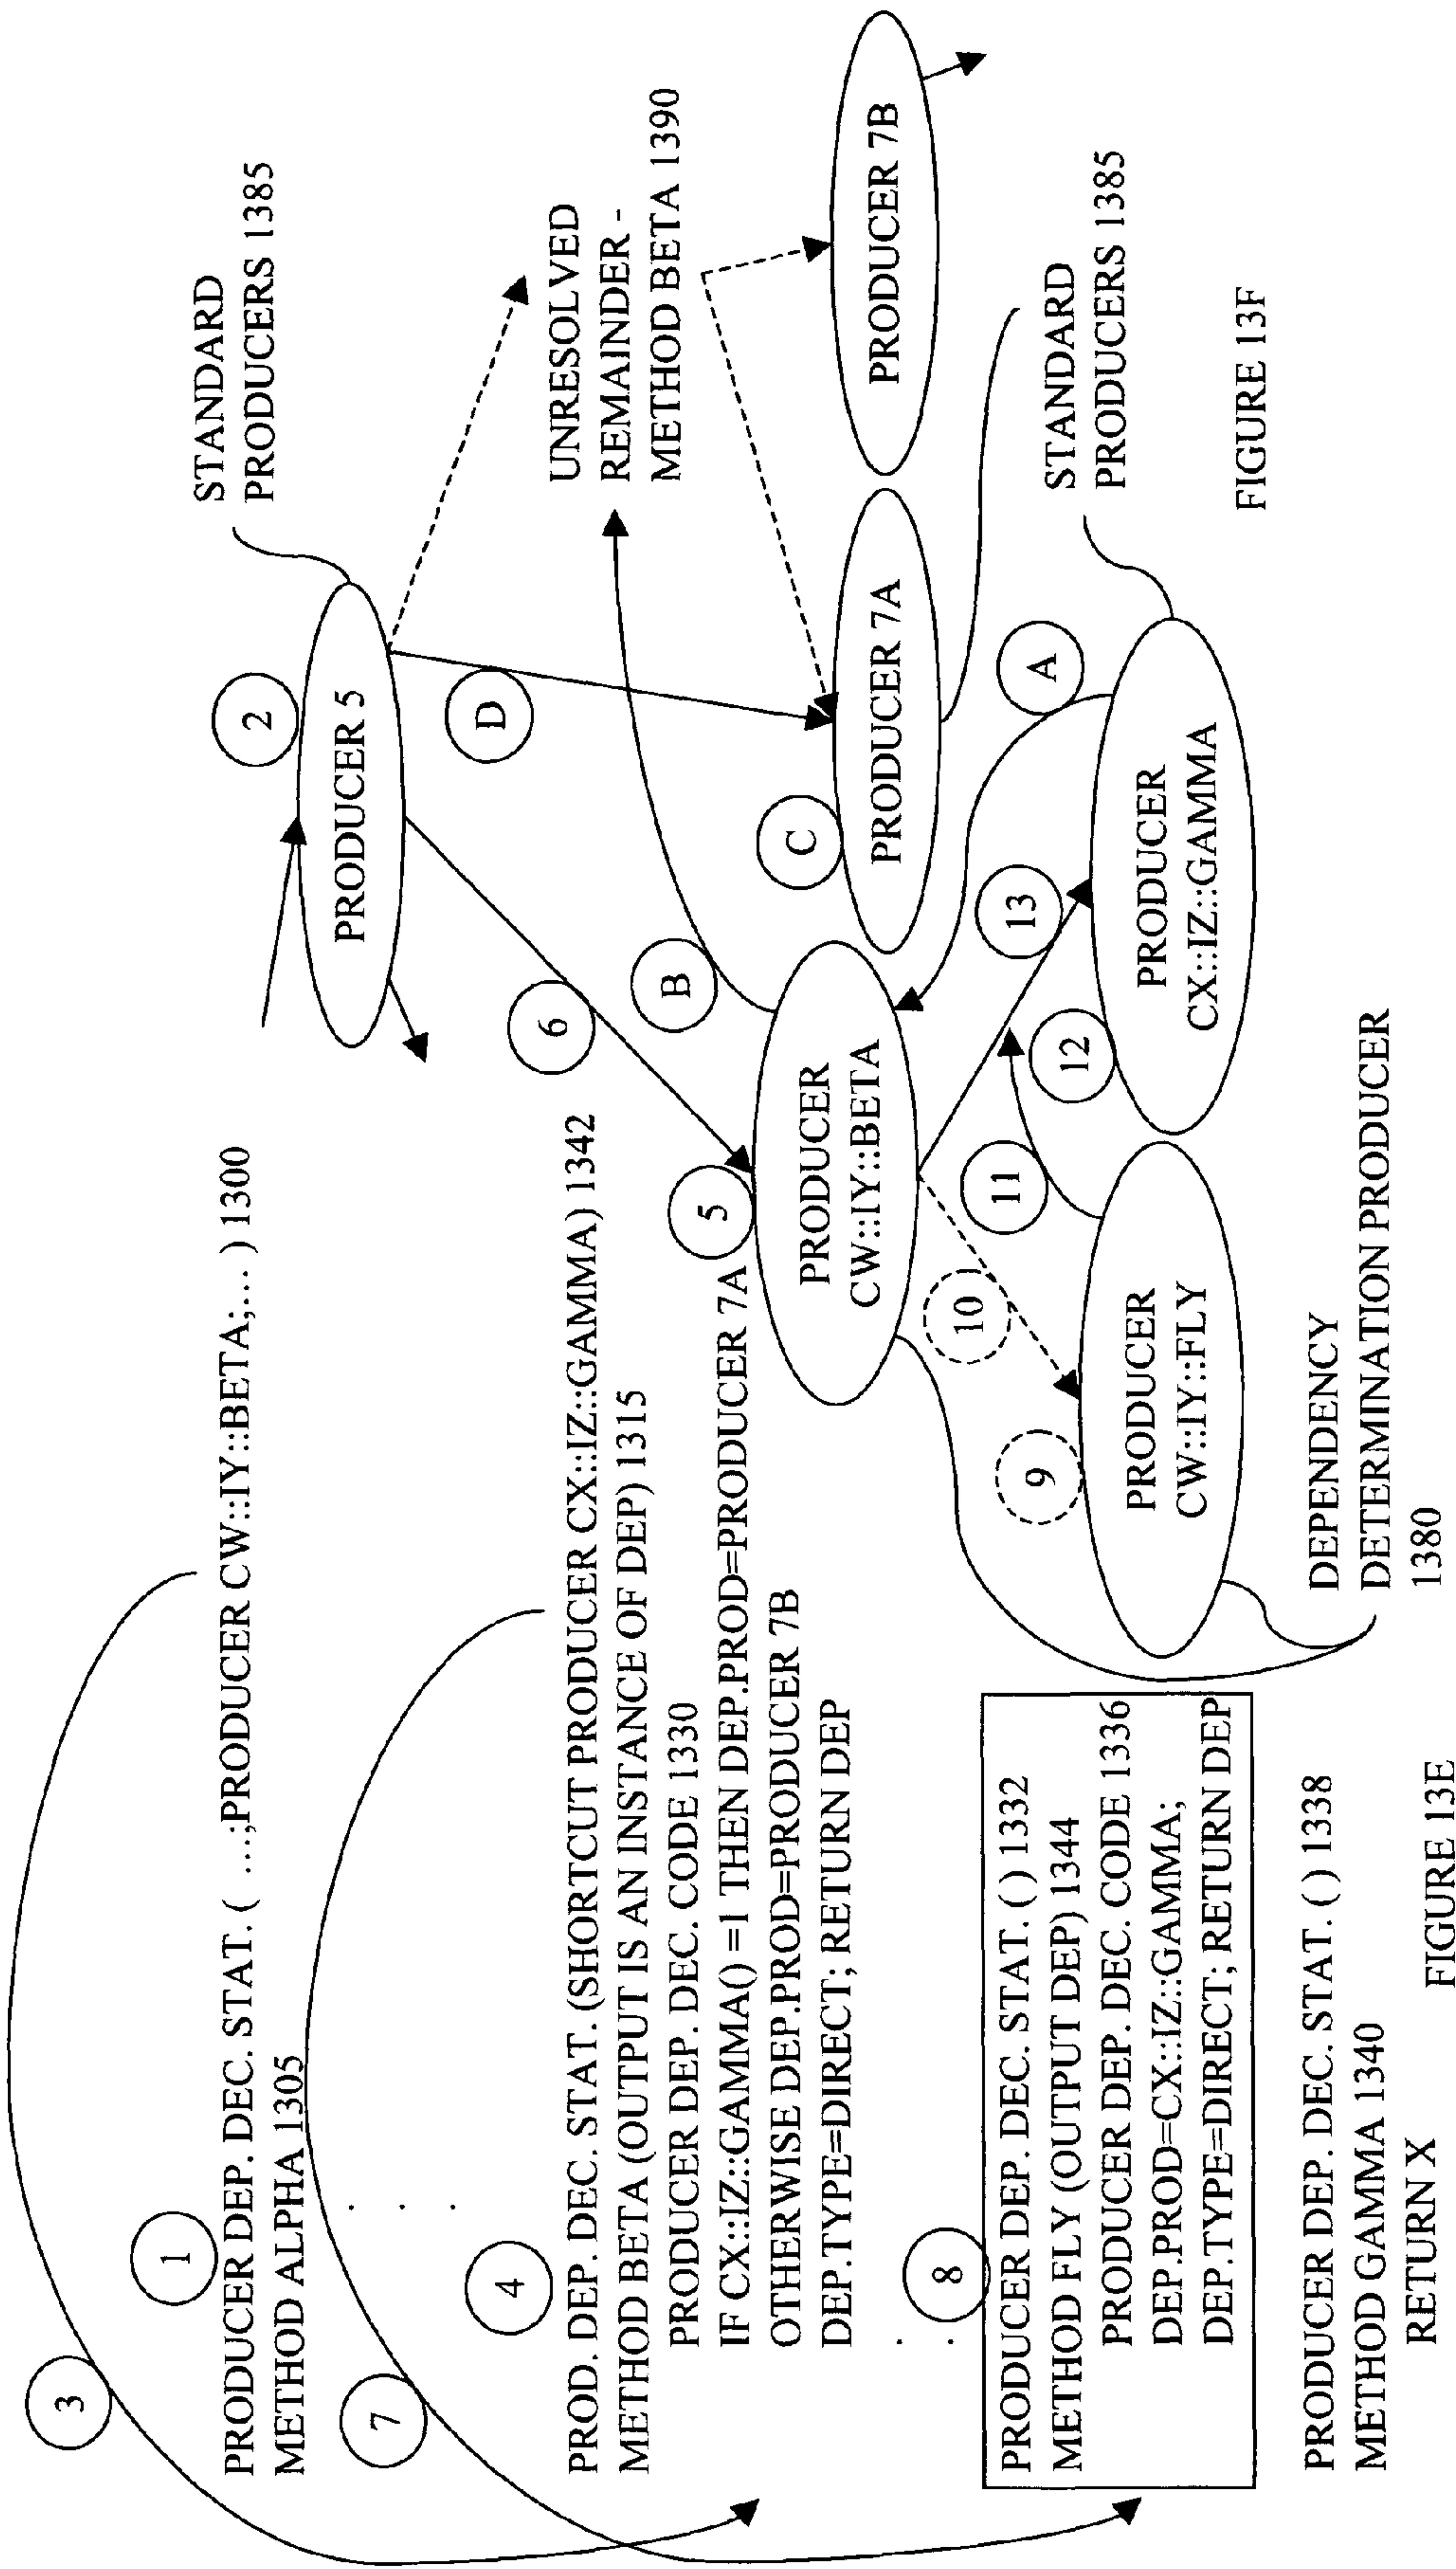 3
1
PRODUCER DEP. DEC. STAT. ( …;PRODUCER CW::IY::BETA;… ) 1300
METHOD ALPHA 1305
7
4
PROD. DEP. DEC. STAT. (SHORTCUT PRODUCER CX::IZ::GAMMA) 1342
METHOD BETA (OUTPUT IS AN INSTANCE OF DEP) 1315
PRODUCER DEP. DEC. CODE 1330
IF CX::IZ::GAMMA() =1 THEN DEP.PROD=PRODUCER 7A
OTHERWISE DEP.PROD=PRODUCER 7B
DEP.TYPE=DIRECT; RETURN DEP
8
PRODUCER DEP. DEC. STAT. ( ) 1332
METHOD FLY (OUTPUT DEP) 1344
PRODUCER DEP. DEC. CODE 1336
DEP.PROD=CX::IZ::GAMMA;
DEP.TYPE=DIRECT; RETURN DEP
PRODUCER DEP. DEC. STAT. ( ) 1338
METHOD GAMMA 1340
RETURN X
FIGURE 13E
STANDARD
PRODUCERS 1385
2
PRODUCER 5
D
6
UNRESOLVED
REMAINDER -
METHOD BETA 1390
B
5
PRODUCER
CW::IY::BETA
C
PRODUCER 7A
PRODUCER 7B
10
9
11
13
A
12
PRODUCER
CW::IY::FLY
PRODUCER
CX::IZ::GAMMA
STANDARD
PRODUCERS 1385
DEPENDENCY
DETERMINATION PRODUCER
1380
FIGURE 13F